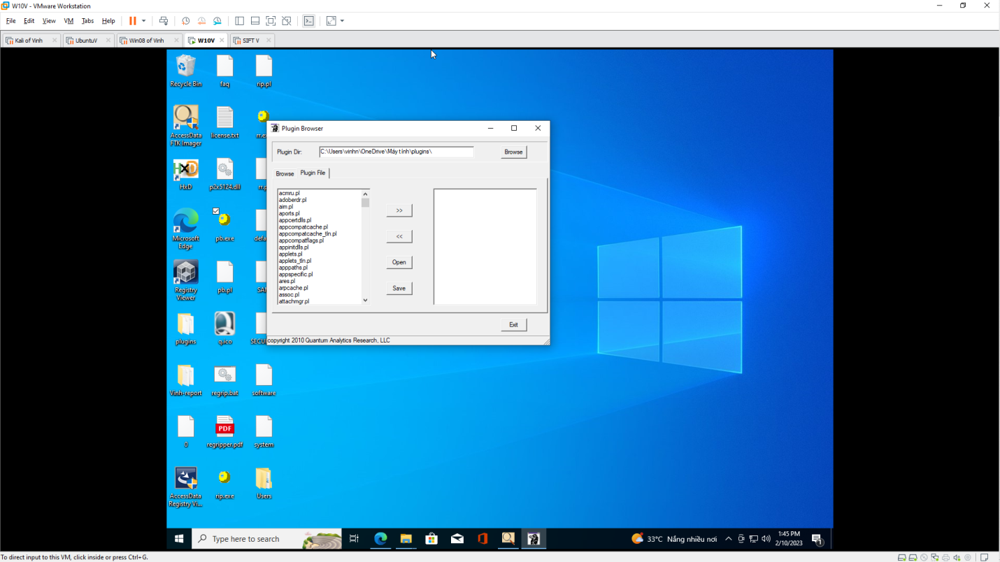 W10V - VMware Workstation
File Edit View VM Tabs Help
Kali of Vinh
UbuntuV
Win08 of Vinh
W10V
SIFT V
Recycle Bin
faq
rip.pl
AccessData
FTK Imager
license.txt
HxD
p2x5124.dll
Microsoft
Edge
pb.exe
Registry
Viewer
pb.pl
plugins
q.ico
Vinh-report
regrip.bat
software
0
PDF
regripper.pdf
system
AccessData
Registry Vi...
rip.exe
Users
Plugin Browser
Plugin Dir:
C:\Users\vinhn\OneDrive\Máy tính\plugins\
Browse
Browse
Plugin File
acmru.pl
adoberdr.pl
aim.pl
aports.pl
appcertdlls.pl
appcompatcache.pl
appcompatcache_tln.pl
appcompatflags.pl
appinitdlls.pl
applets.pl
applets_tln.pl
apppaths.pl
appspecific.pl
ares.pl
arpcache.pl
assoc.pl
attachmgr.pl
>>
<<
Open
Save
Exit
copyright 2010 Quantum Analytics Research, LLC
Type here to search
33°C Nắng nhiều nơi
1:45 PM
2/10/2023
1
To direct input to this VM, click inside or press Ctrl+G.